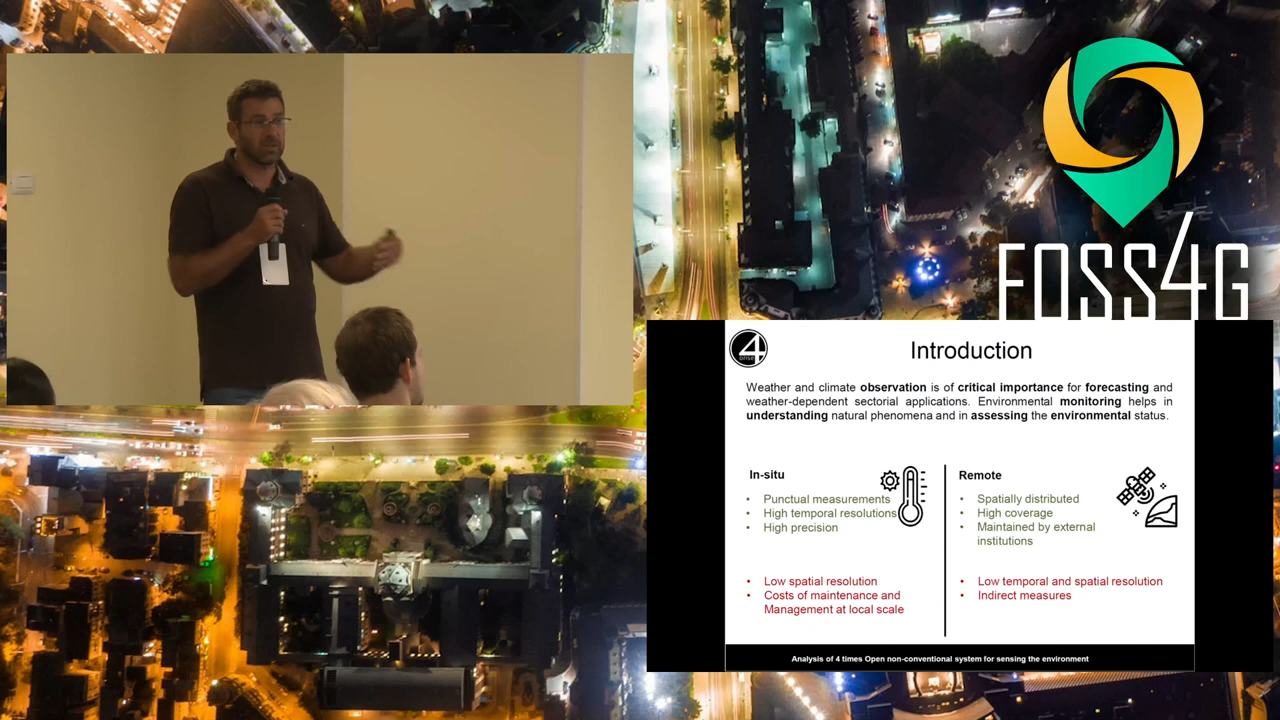 FOSS4G
4
onse
Introduction
Weather and climate observation is of critical importance for forecasting and
weather-dependent sectorial applications. Environmental monitoring helps in
understanding natural phenomena and in assessing the environmental status.
In-situ
• Punctual measurements
• High temporal resolutions
• High precision
• Low spatial resolution
• Costs of maintenance and
Management at local scale
Remote
• Spatially distributed
• High coverage
• Maintained by external
institutions
• Low temporal and spatial resolution
• Indirect measures
Analysis of 4 times Open non-conventional system for sensing the environment